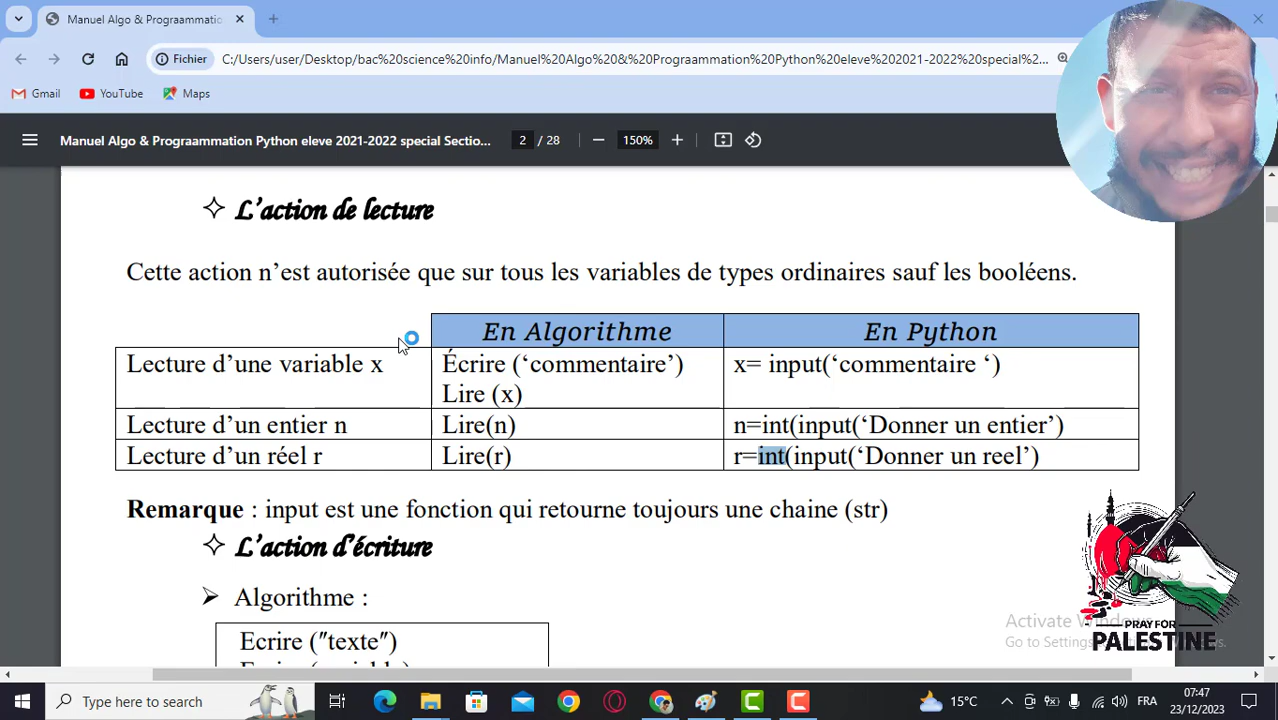 Manuel Algo & Prograammatio
Fichier
C:/Users/user/Desktop/bac%20science%20info/Manuel%20Algo%20&%20Prograammation%20Python%20eleve%202021-2022%20special%2...
Gmail
YouTube
Maps
Manuel Algo & Prograammation Python eleve 2021-2022 special Sectio...
2 / 28
150%
L'action de lecture
Cette action n'est autorisée que sur tous les variables de types ordinaires sauf les booléens.
En Algorithme
En Python
Lecture d'une variable x
Écrire ('commentaire')
Lire (x)
x= input('commentaire ')
Lecture d'un entier n
Lire(n)
n=int(input('Donner un entier')
Lecture d'un réel r
Lire(r)
r=int(input('Donner un reel')
Remarque : input est une fonction qui retourne toujours une chaine (str)
L'action d'écriture
Algorithme :
Ecrire ("texte")
Activate Windows
Go to Settings
PRAY FOR
PALESTINE
Type here to search
15°C
FRA
07:47
23/12/2023